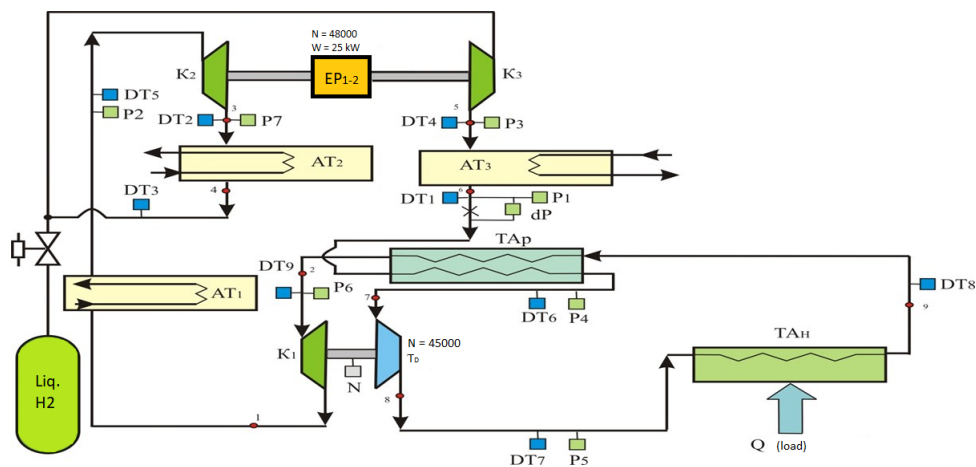 N = 48000
W = 25 kW
K2
EP1-2
K3
DT5
P2
3
DT2
P7
5
DT4
P3
AT2
AT3
DT3
4
6
DT1
P1
dP
TAp
DT9
2
P6
AT1
7
DT6
P4
DT8
9
N = 45000
TD
K1
N
TAH
Liq.
H2
8
1
DT7
P5
Q
(load)